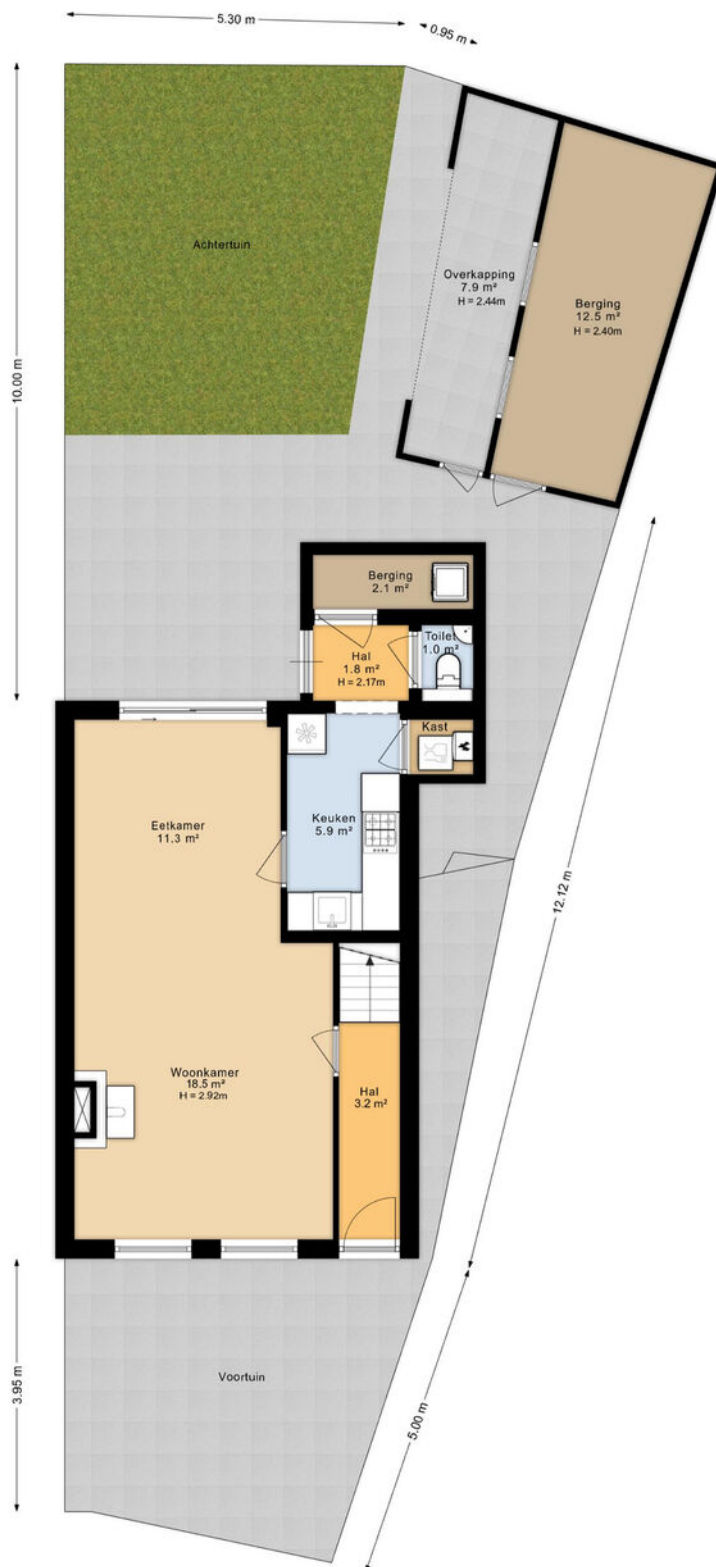 5.30 m
0.95 m
10.00 m
Achtertuin
Overkapping
7.9 m²
H = 2.44m
Berging
12.5 m²
H = 2.40m
Berging
2.1 m²
Toilet
1.0 m²
Hal
1.8 m²
H = 2.17m
Kast
Keuken
5.9 m²
Eetkamer
11.3 m²
12.12 m
Woonkamer
18.5 m²
H = 2.92m
Hal
3.2 m²
3.95 m
Voortuin
5.00 m